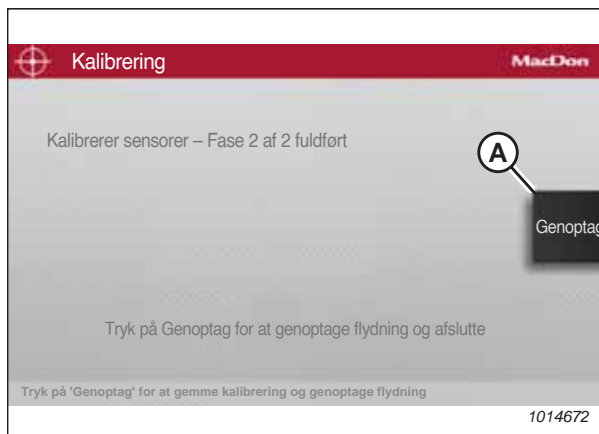 Kalibrering
MacDon
Kalibrerer sensorer – Fase 2 af 2 fuldført
A
Genoptag
Tryk på Genoptag for at genoptage flydning og afslutte
Tryk på 'Genoptag' for at gemme kalibrering og genoptage flydning
1014672